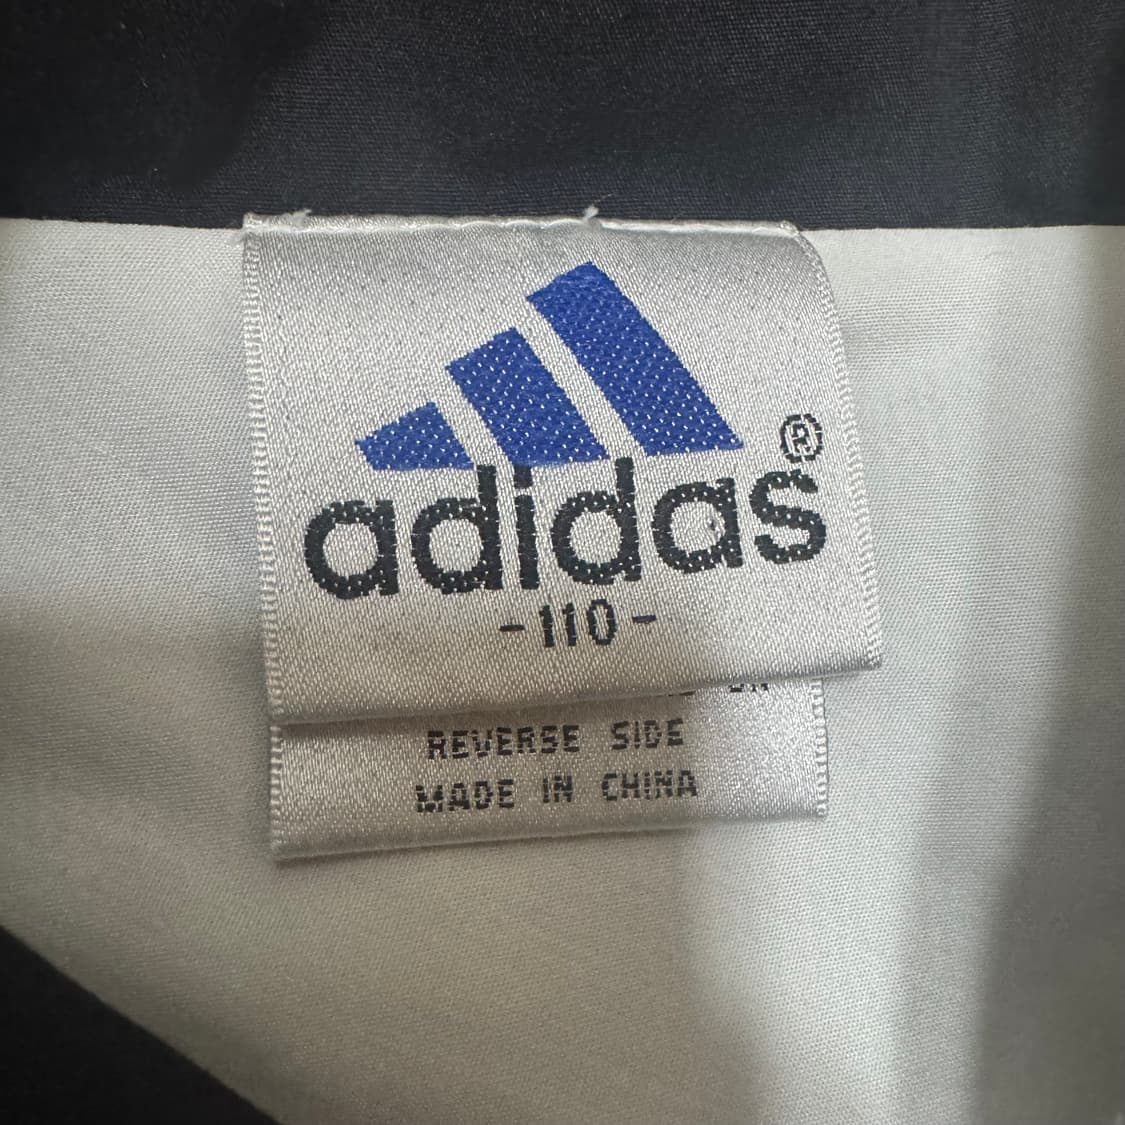 adidas®
-110-
REVERSE SIDE
MADE IN CHINA